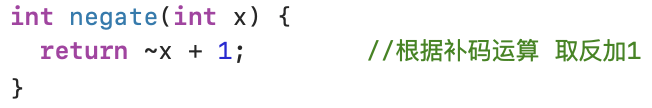 int negate(int x) {
  return ~x + 1;         //根据补码运算 取反加1
}